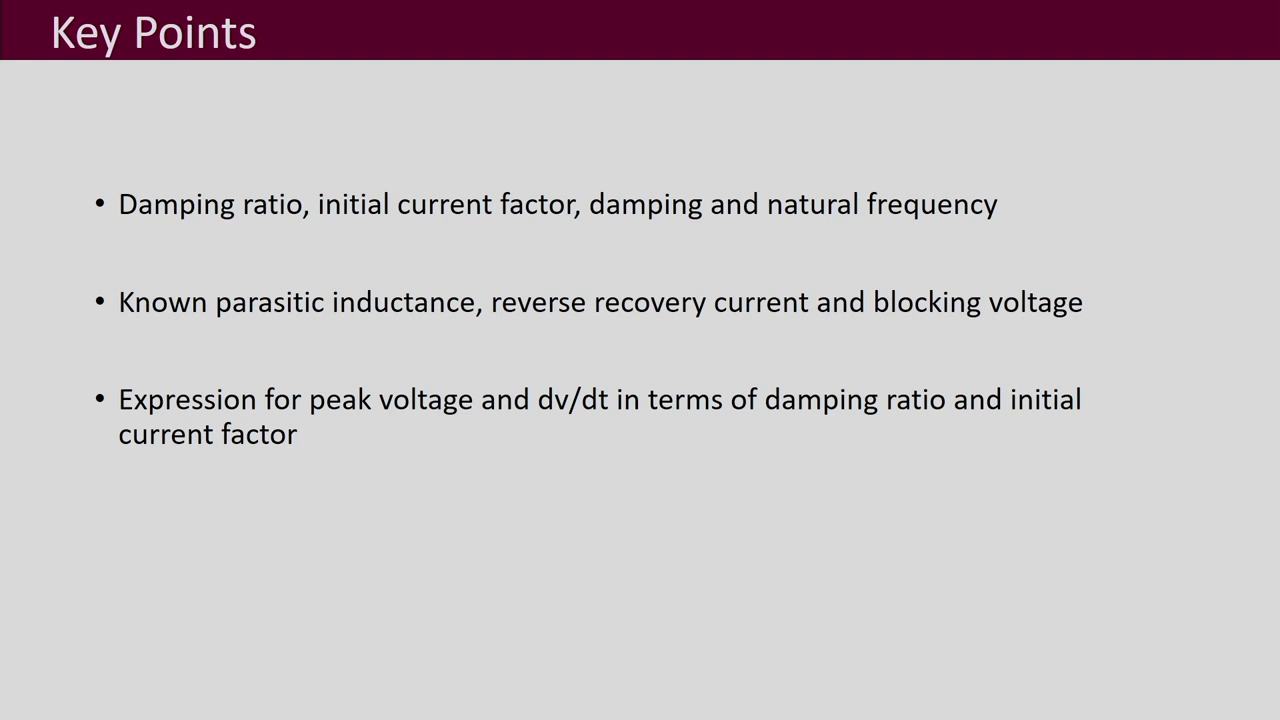 Key Points
• Damping ratio, initial current factor, damping and natural frequency
• Known parasitic inductance, reverse recovery current and blocking voltage
• Expression for peak voltage and dv/dt in terms of damping ratio and initial
current factor